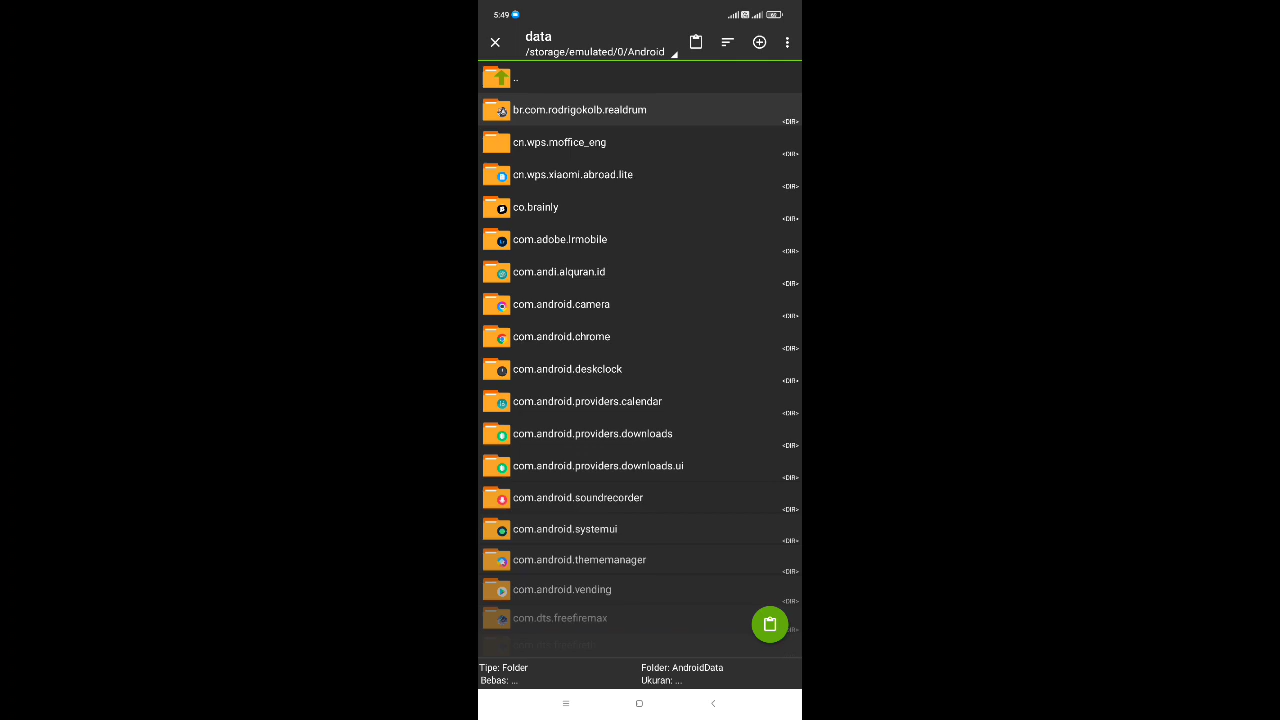 5:49
60
data
/storage/emulated/0/Android
..
br.com.rodrigokolb.realdrum
<DIR>
cn.wps.moffice_eng
<DIR>
cn.wps.xiaomi.abroad.lite
<DIR>
co.brainly
<DIR>
com.adobe.lrmobile
<DIR>
com.andi.alquran.id
<DIR>
com.android.camera
<DIR>
com.android.chrome
<DIR>
com.android.deskclock
<DIR>
com.android.providers.calendar
<DIR>
com.android.providers.downloads
<DIR>
com.android.providers.downloads.ui
<DIR>
com.android.soundrecorder
<DIR>
com.android.systemui
<DIR>
com.android.thememanager
<DIR>
com.android.vending
<DIR>
com.dts.freefiremax
Tipe: Folder
Folder: AndroidData
Bebas: ...
Ukuran: ...